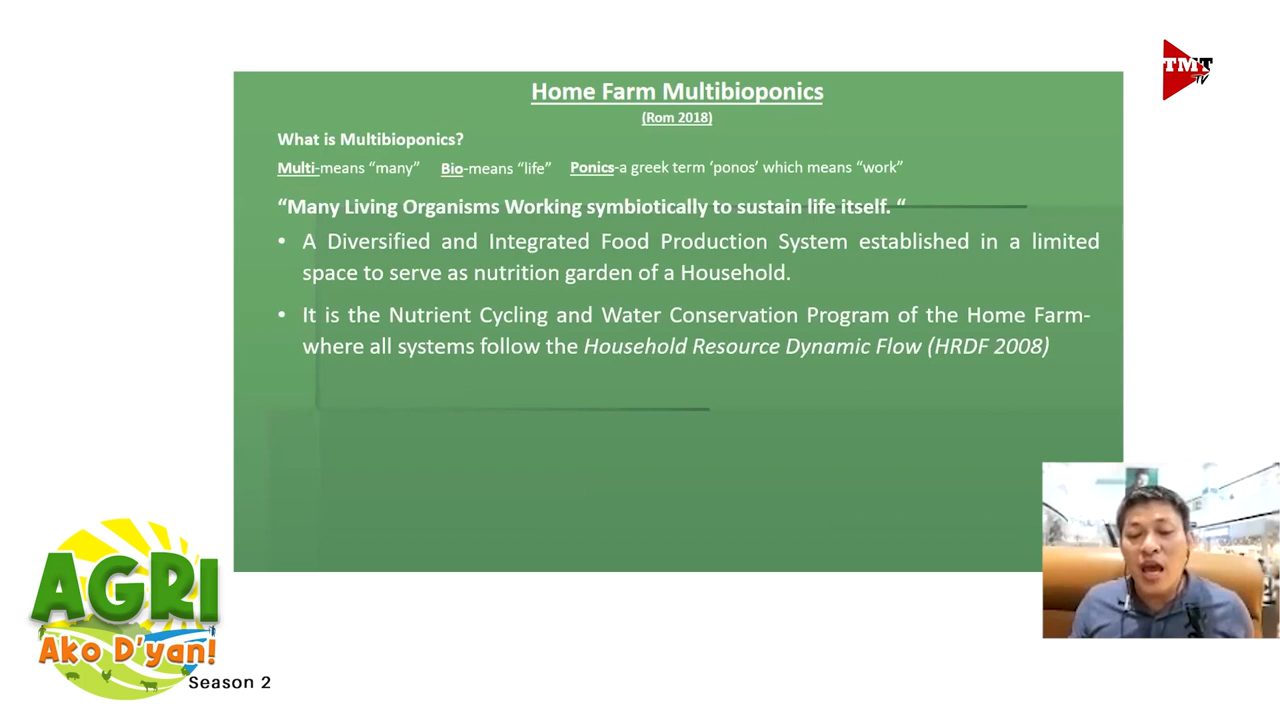 TMT
TV
Home Farm Multibioponics
(Rom 2018)
What is Multibioponics?
Multi-means “many” Bio-means “life” Ponics-a greek term ‘ponos’ which means “work”
“Many Living Organisms Working symbiotically to sustain life itself. “
• A Diversified and Integrated Food Production System established in a limited
space to serve as nutrition garden of a Household.
• It is the Nutrient Cycling and Water Conservation Program of the Home Farm-
where all systems follow the Household Resource Dynamic Flow (HRDF 2008)
AGRI
Ako D'yan!
Season 2